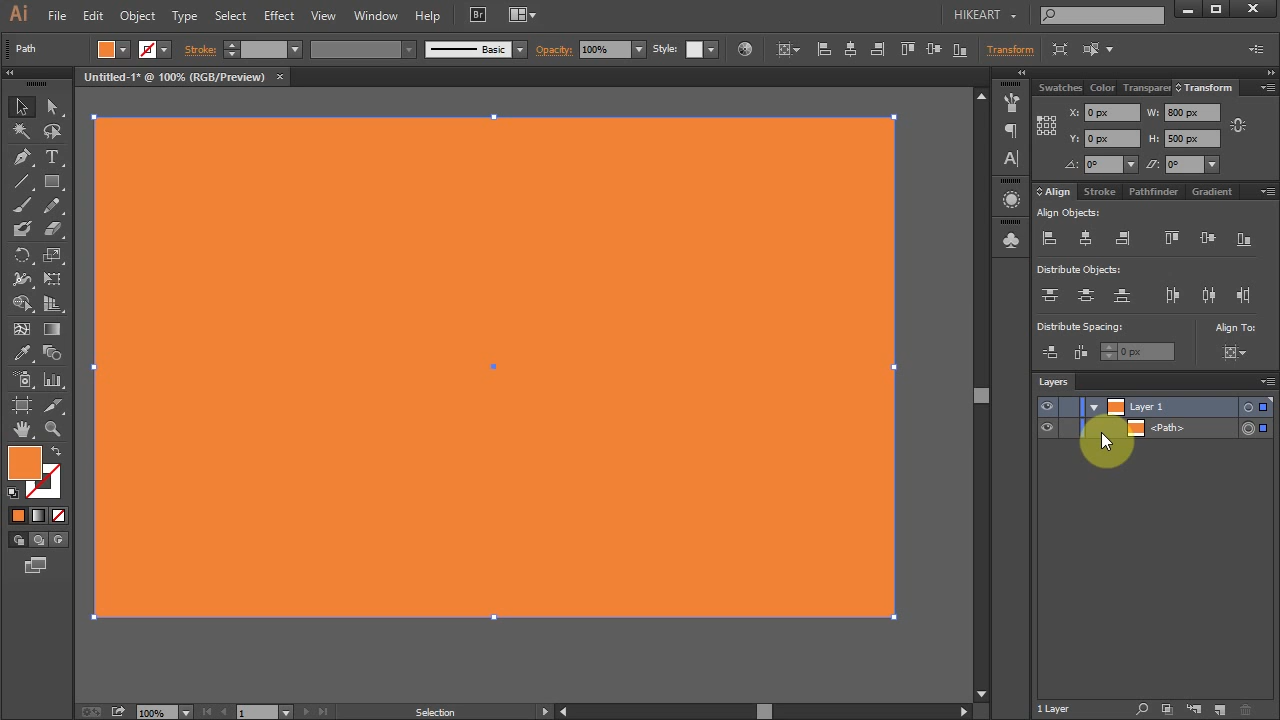 Ai File Edit Object Type Select Effect View Window Help Br HIKEART
Path Stroke: Basic Opacity: 100% Style: Transform
Untitled-1* @ 100% (RGB/Preview) ×
Swatches Color Transparer Transform
X: 0 px W: 800 px
Y: 0 px H: 500 px
0° 0°
Align Stroke Pathfinder Gradient
Align Objects:
Distribute Objects:
Distribute Spacing: Align To:
0 px
Layers
Layer 1
<Path>
1 Layer
100% 1 Selection